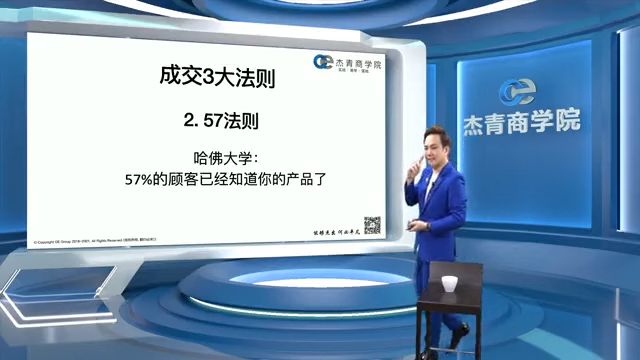 成交3大法则
2. 57法则
哈佛大学：
57%的顾客已经知道你的产品了
杰青商学院
杰青商学院